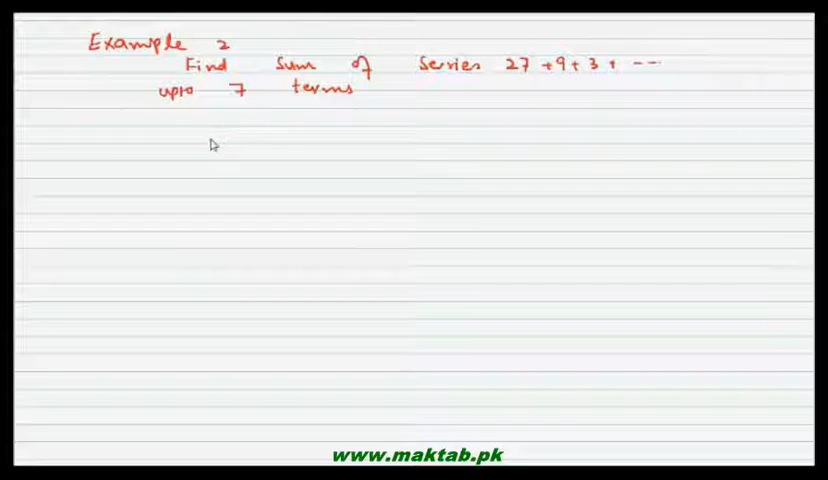 Example 2
Find Sum of Series 27 + 9 + 3 + ---
upto 7 terms
www.maktab.pk